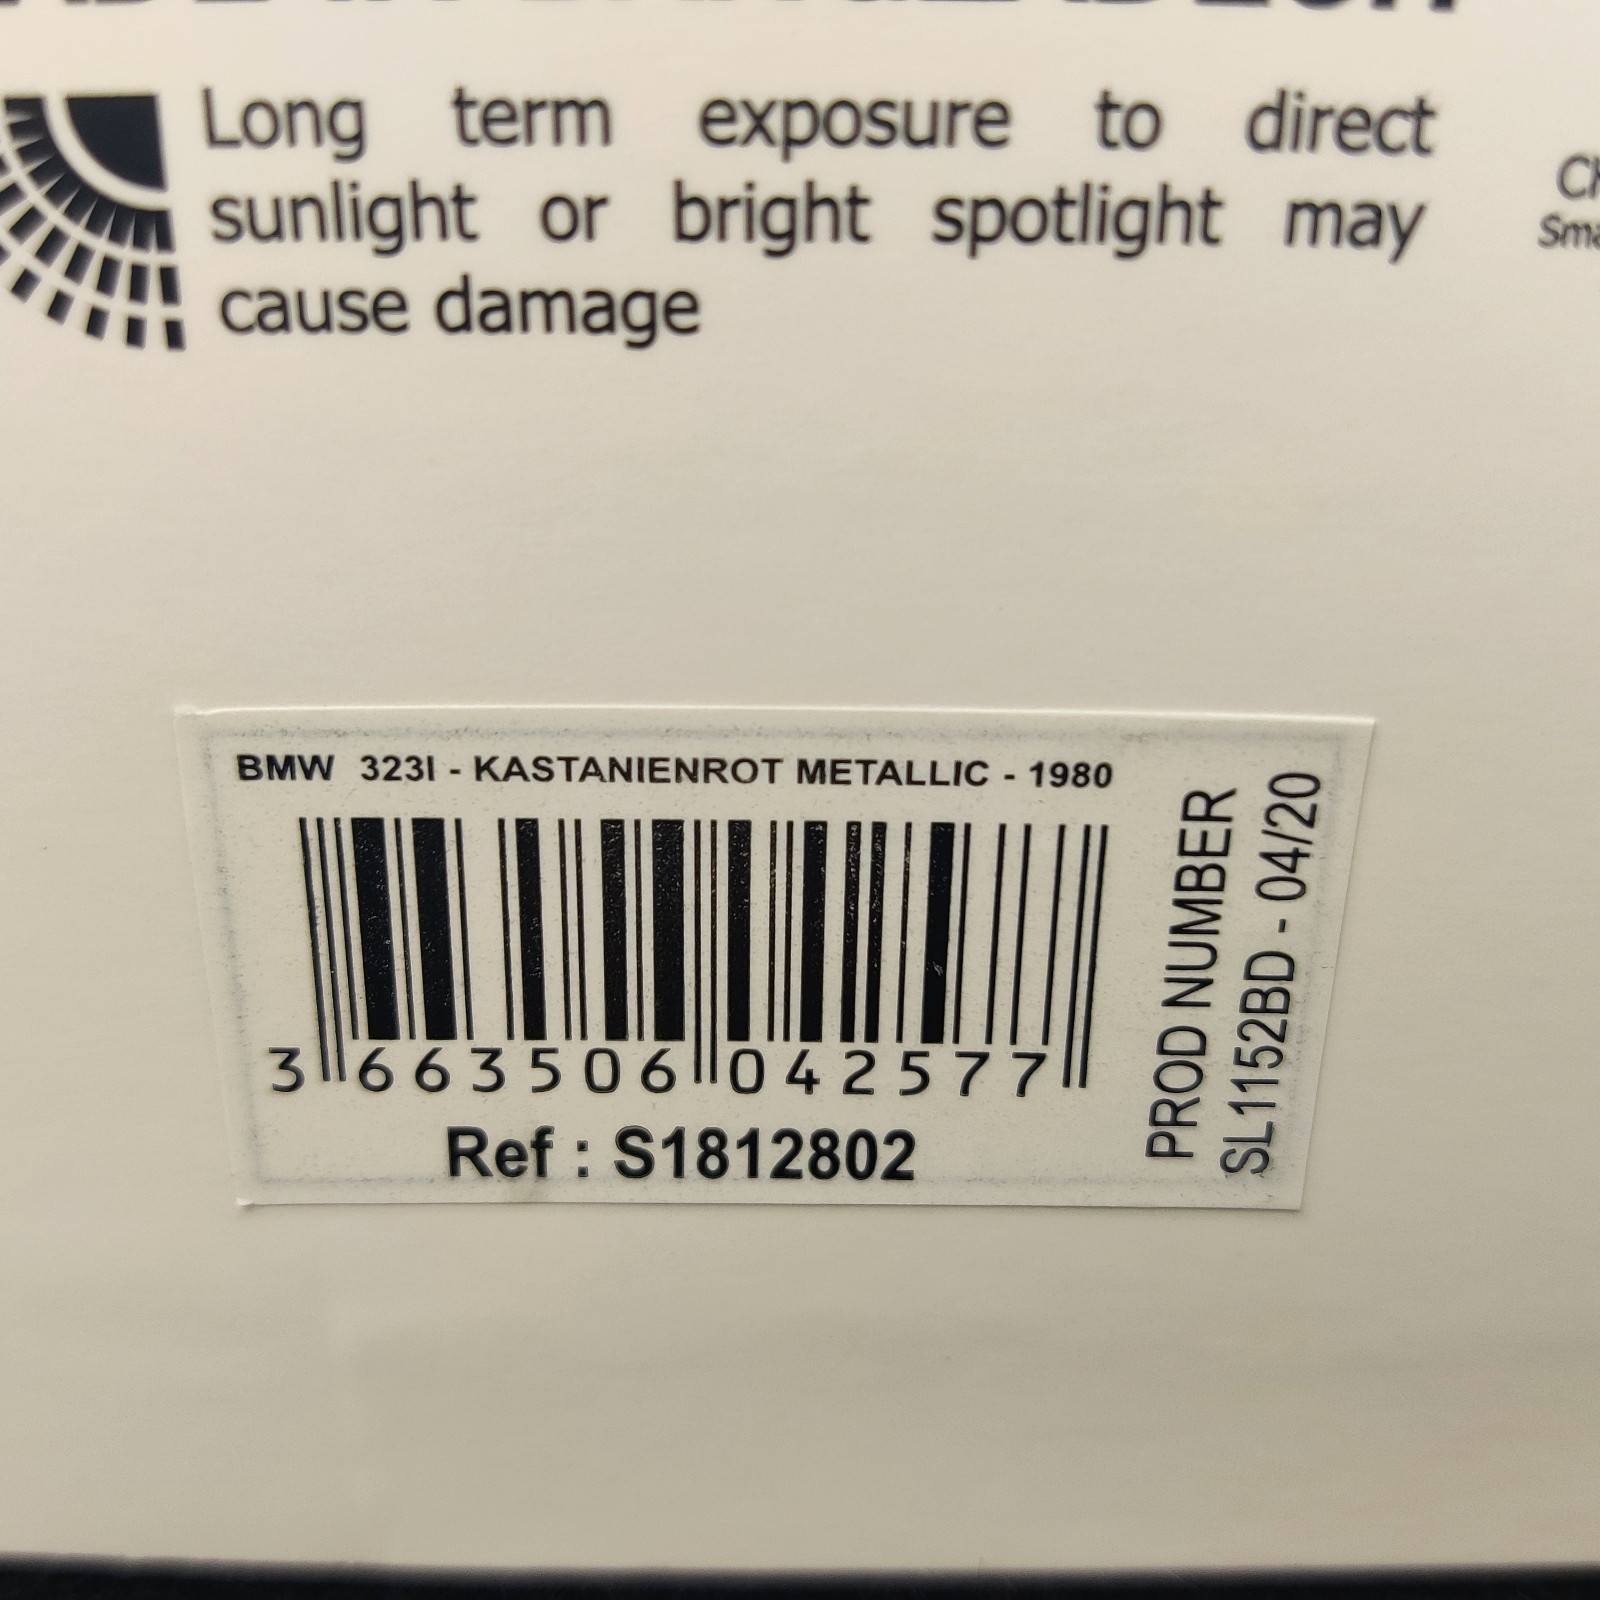 Long term exposure to direct
sunlight or bright spotlight may
cause damage
BMW 323I - KASTANIENROT METALLIC - 1980
3 663506 042577
Ref : S1812802
PROD NUMBER
SL1152BD - 04/20